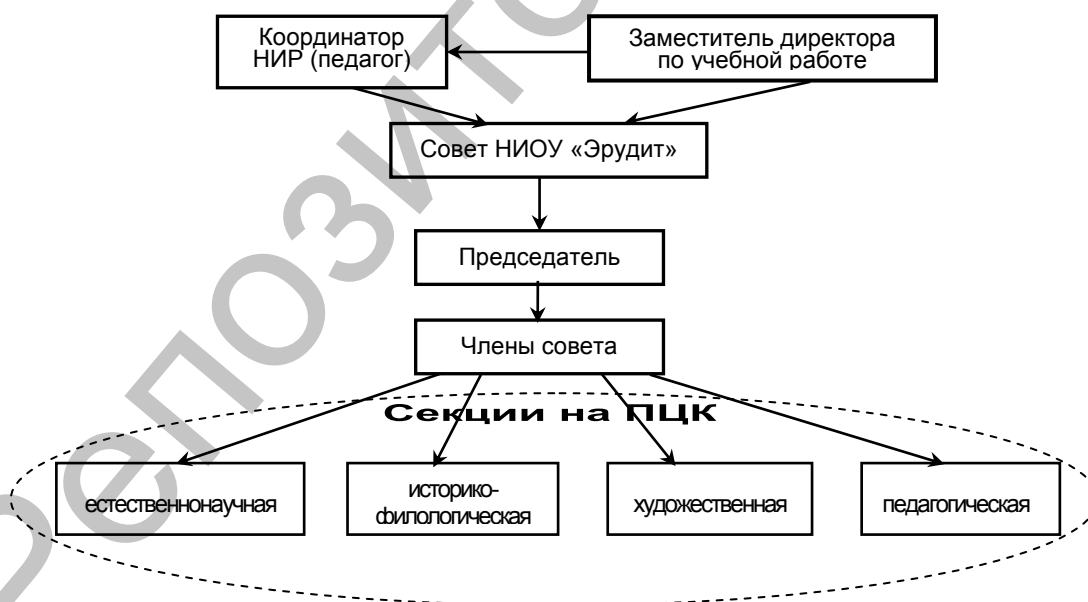 Координатор
НИР (педагог)
Заместитель директора
по учебной работе
Совет НИОУ «Эрудит»
Председатель
Члены совета
Секции на ПЦК
естественнонаучная
историко-
филологическая
художественная
педагогическая